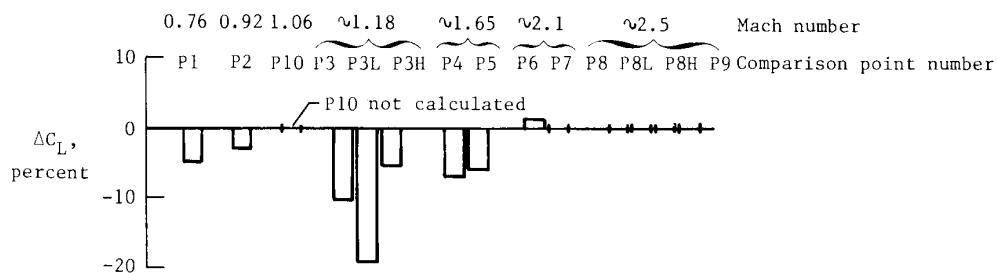 0.76 0.92 1.06 ~1.18 ~1.65 ~2.1 ~2.5 Mach number
P1 P2 P10 P3 P3L P3H P4 P5 P6 P7 P8 P8L P8H P9 Comparison point number
10
P10 not calculated
0
ΔC_L,
percent
-10
-20